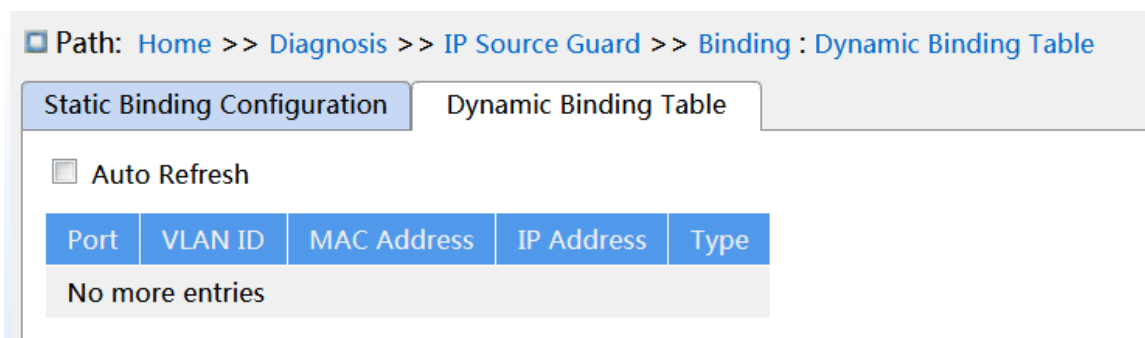 Path: Home >> Diagnosis >> IP Source Guard >> Binding : Dynamic Binding Table
Static Binding Configuration Dynamic Binding Table
Auto Refresh
Port VLAN ID MAC Address IP Address Type
No more entries